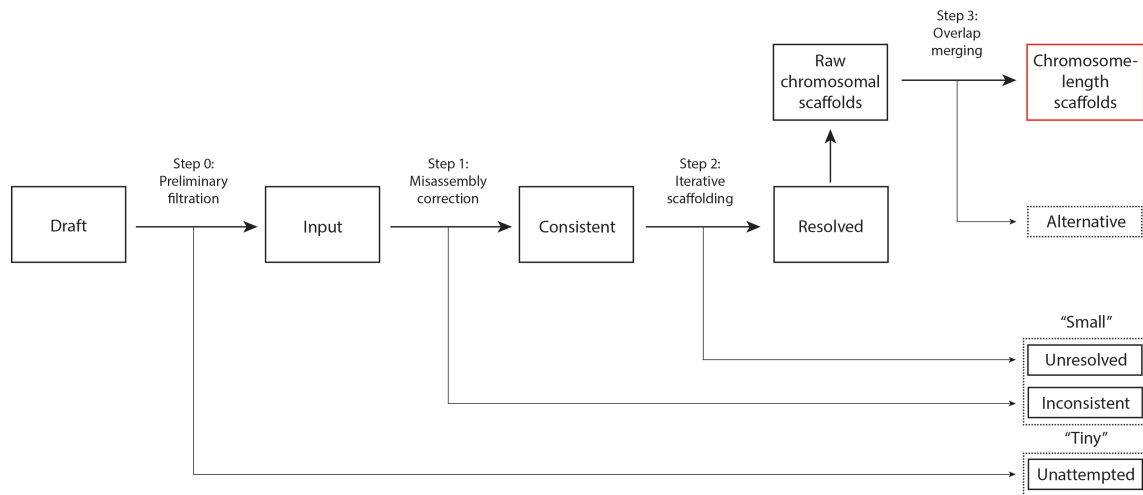 Step 3:
Overlap
merging
Raw
chromosomal
scaffolds
Chromosome-
length
scaffolds
Step 0:
Preliminary
filtration
Step 1:
Misassembly
correction
Step 2:
Iterative
scaffolding
Draft
Input
Consistent
Resolved
Alternative
“Small”
Unresolved
Inconsistent
“Tiny”
Unattempted